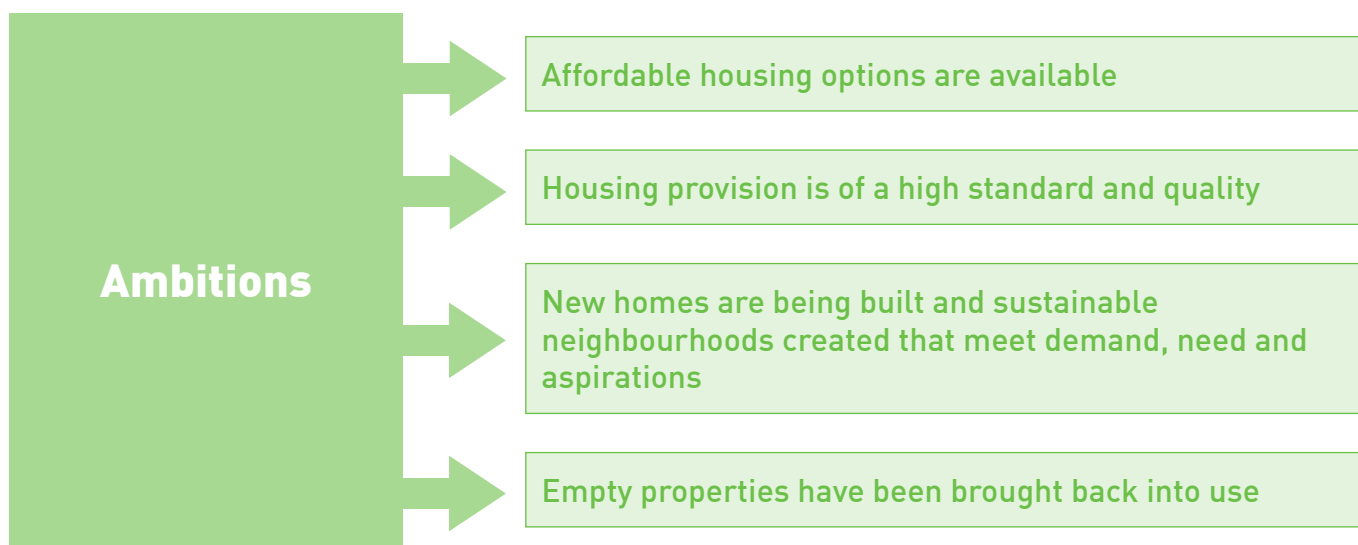 Ambitions
Affordable housing options are available
Housing provision is of a high standard and quality
New homes are being built and sustainable
neighbourhoods created that meet demand, need and
aspirations
Empty properties have been brought back into use